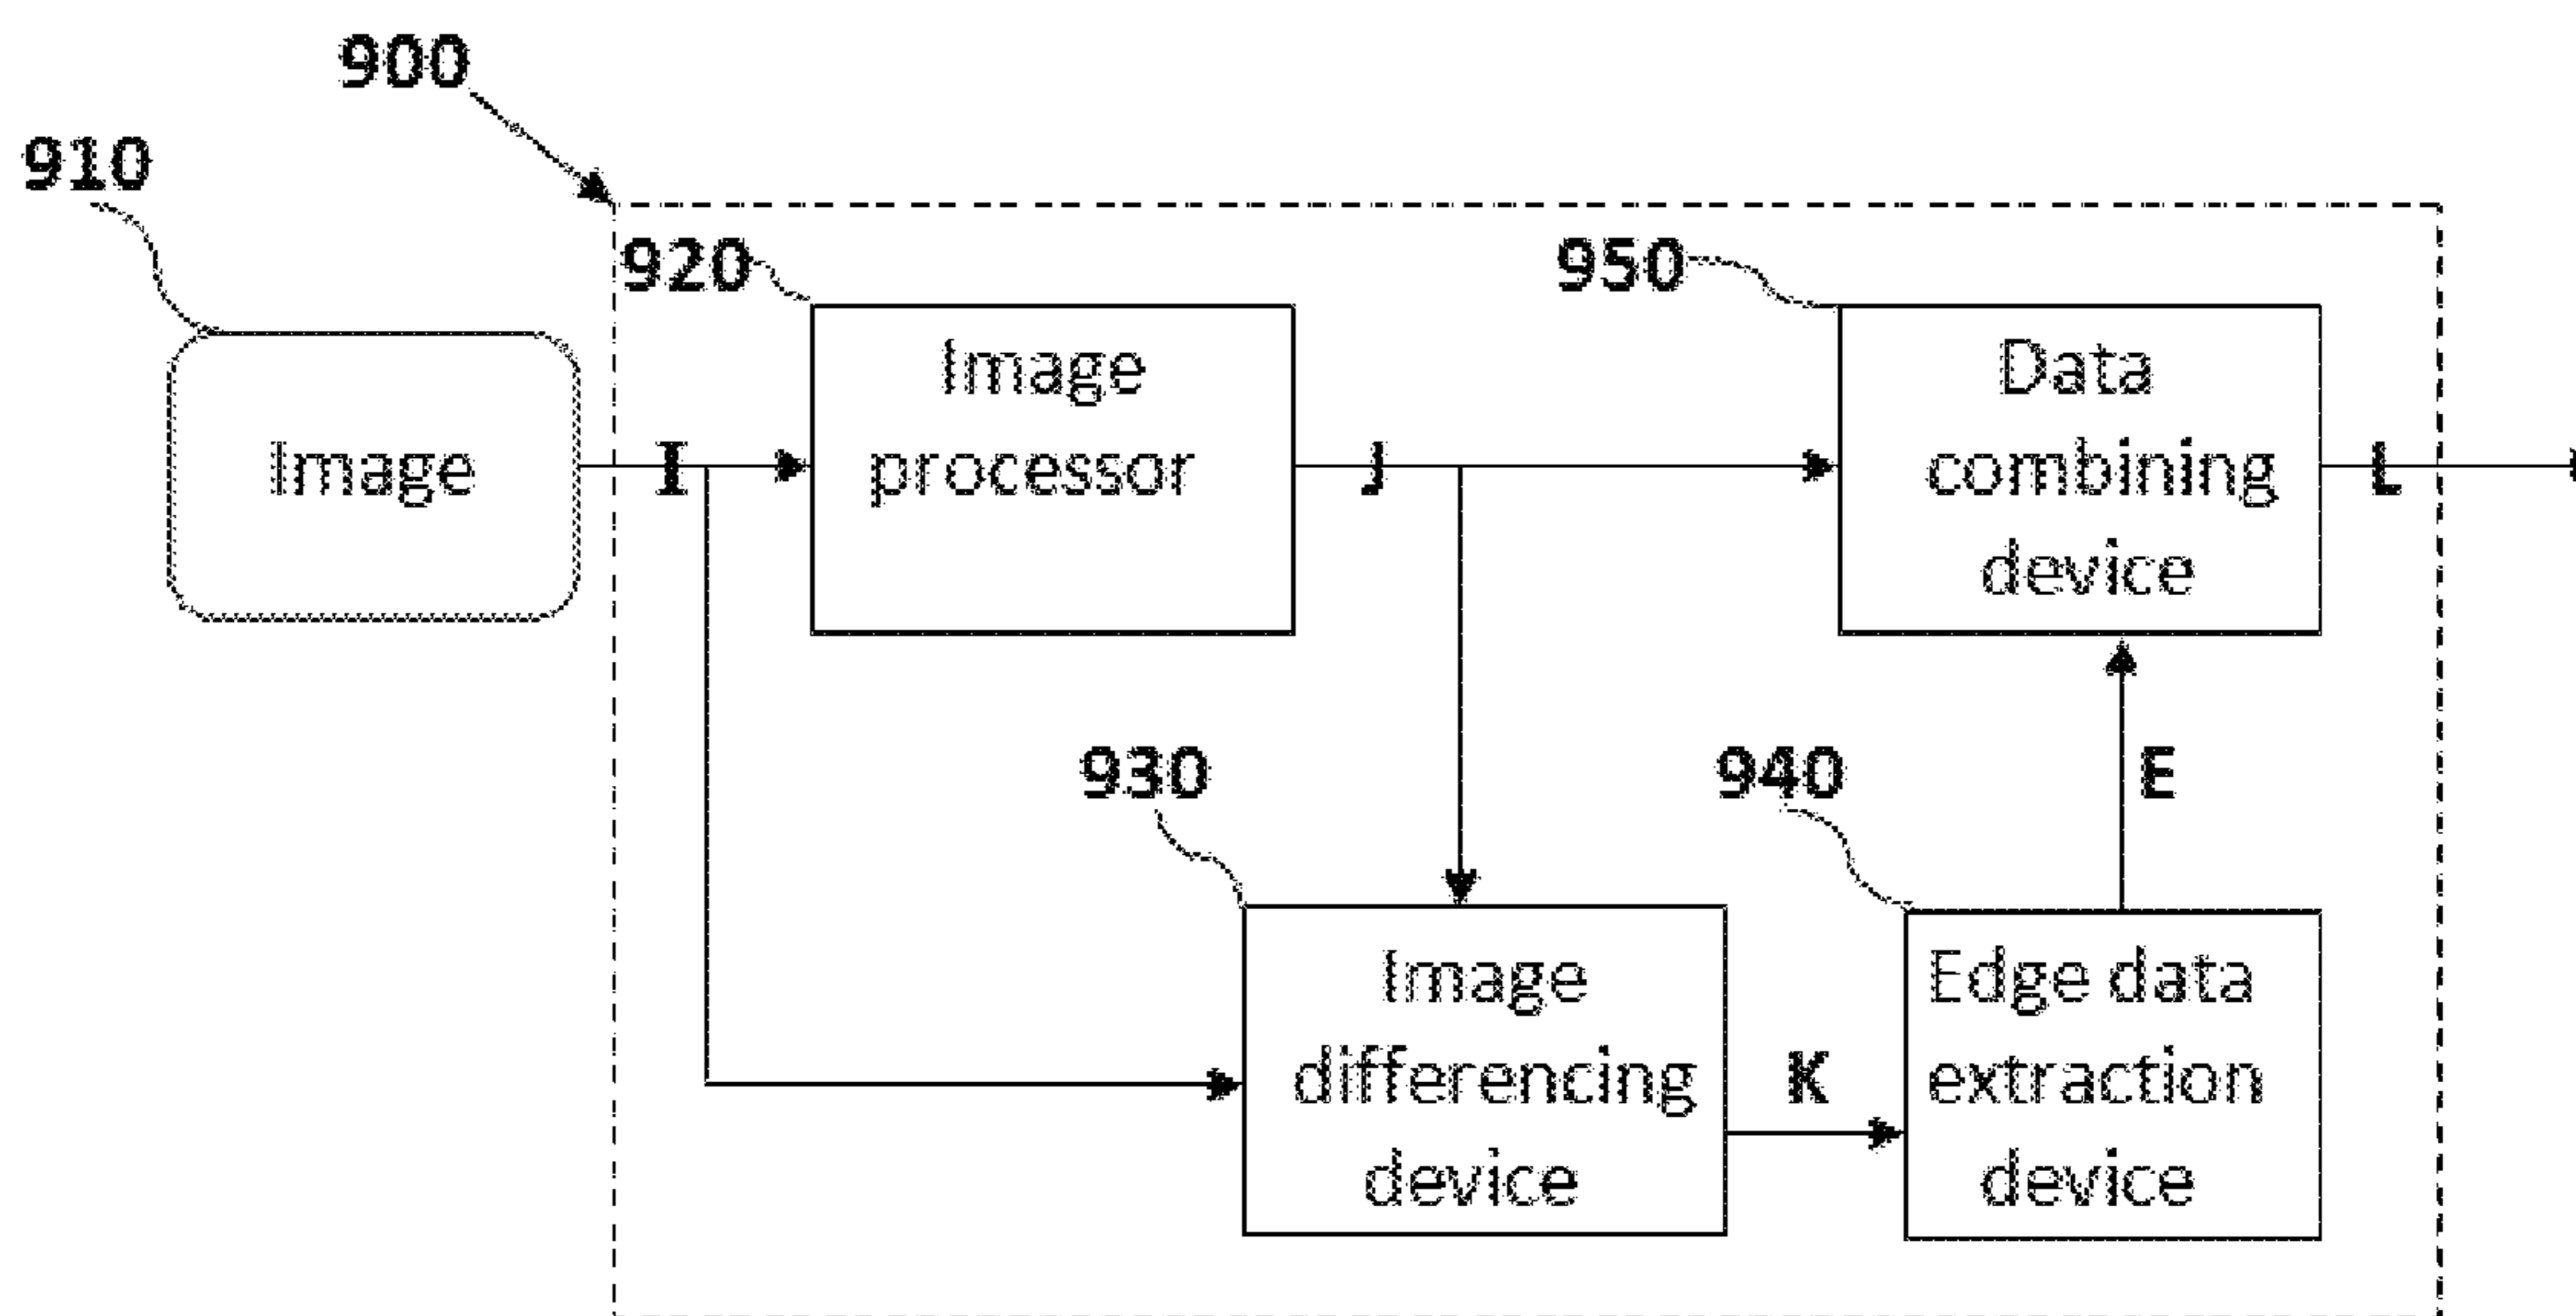 900
910
920
950
Image
I
Image
processor
J
Data
combining
device
L
930
940
E
Image
differencing
device
K
Edge data
extraction
device